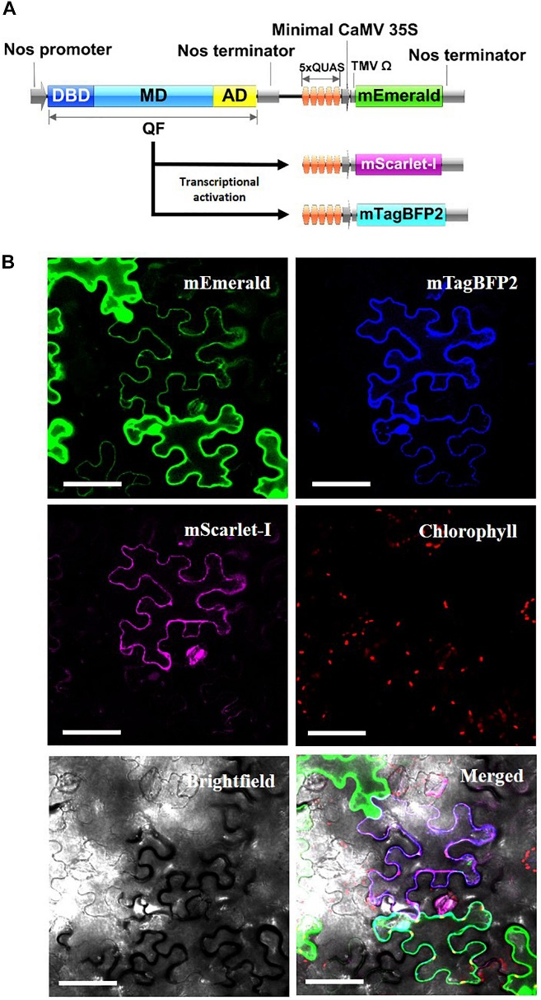 A
Minimal CaMV 35S
Nos promoter
Nos terminator
5xQUAS
TMV Ω
Nos terminator
DBD
MD
AD
mEmerald
QF
Transcriptional
activation
mScarlet-I
mTagBFP2
B
mEmerald
mTagBFP2
mScarlet-I
Chlorophyll
Brightfield
Merged